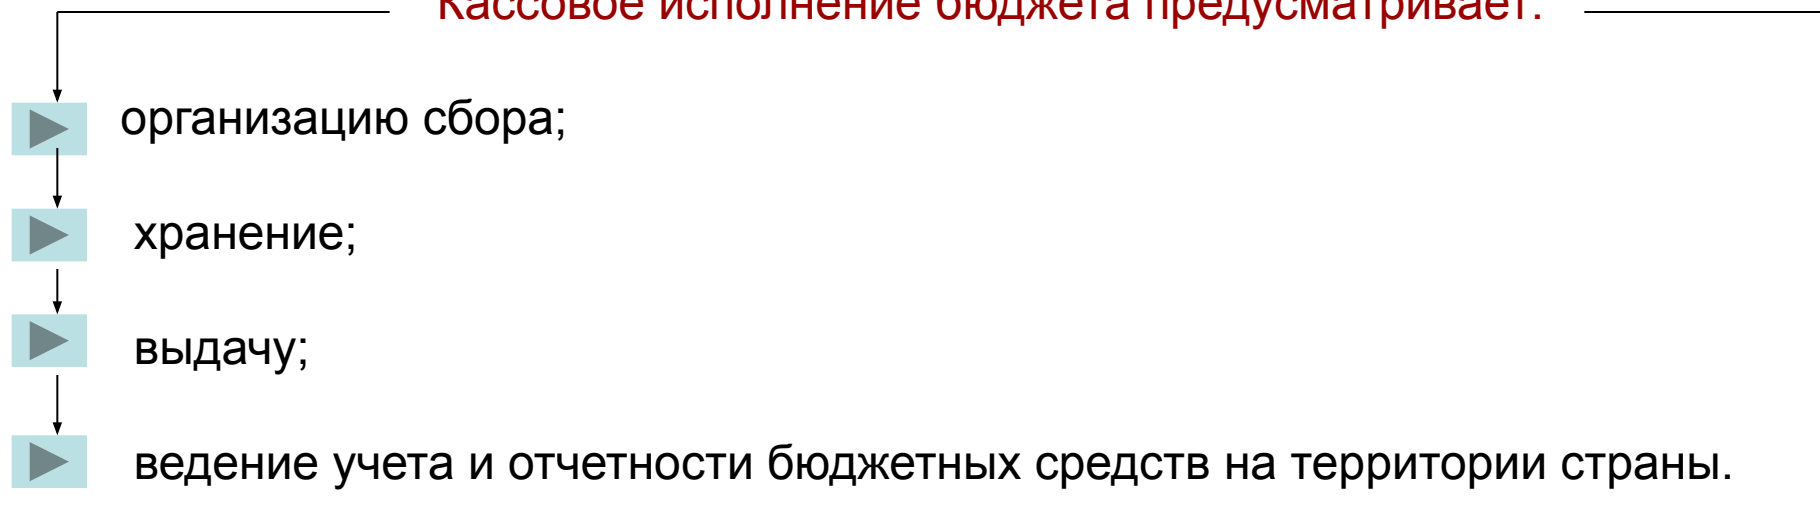 Кассовое исполнение бюджета предусматривает:
организацию сбора;
хранение;
выдачу;
ведение учета и отчетности бюджетных средств на территории страны.